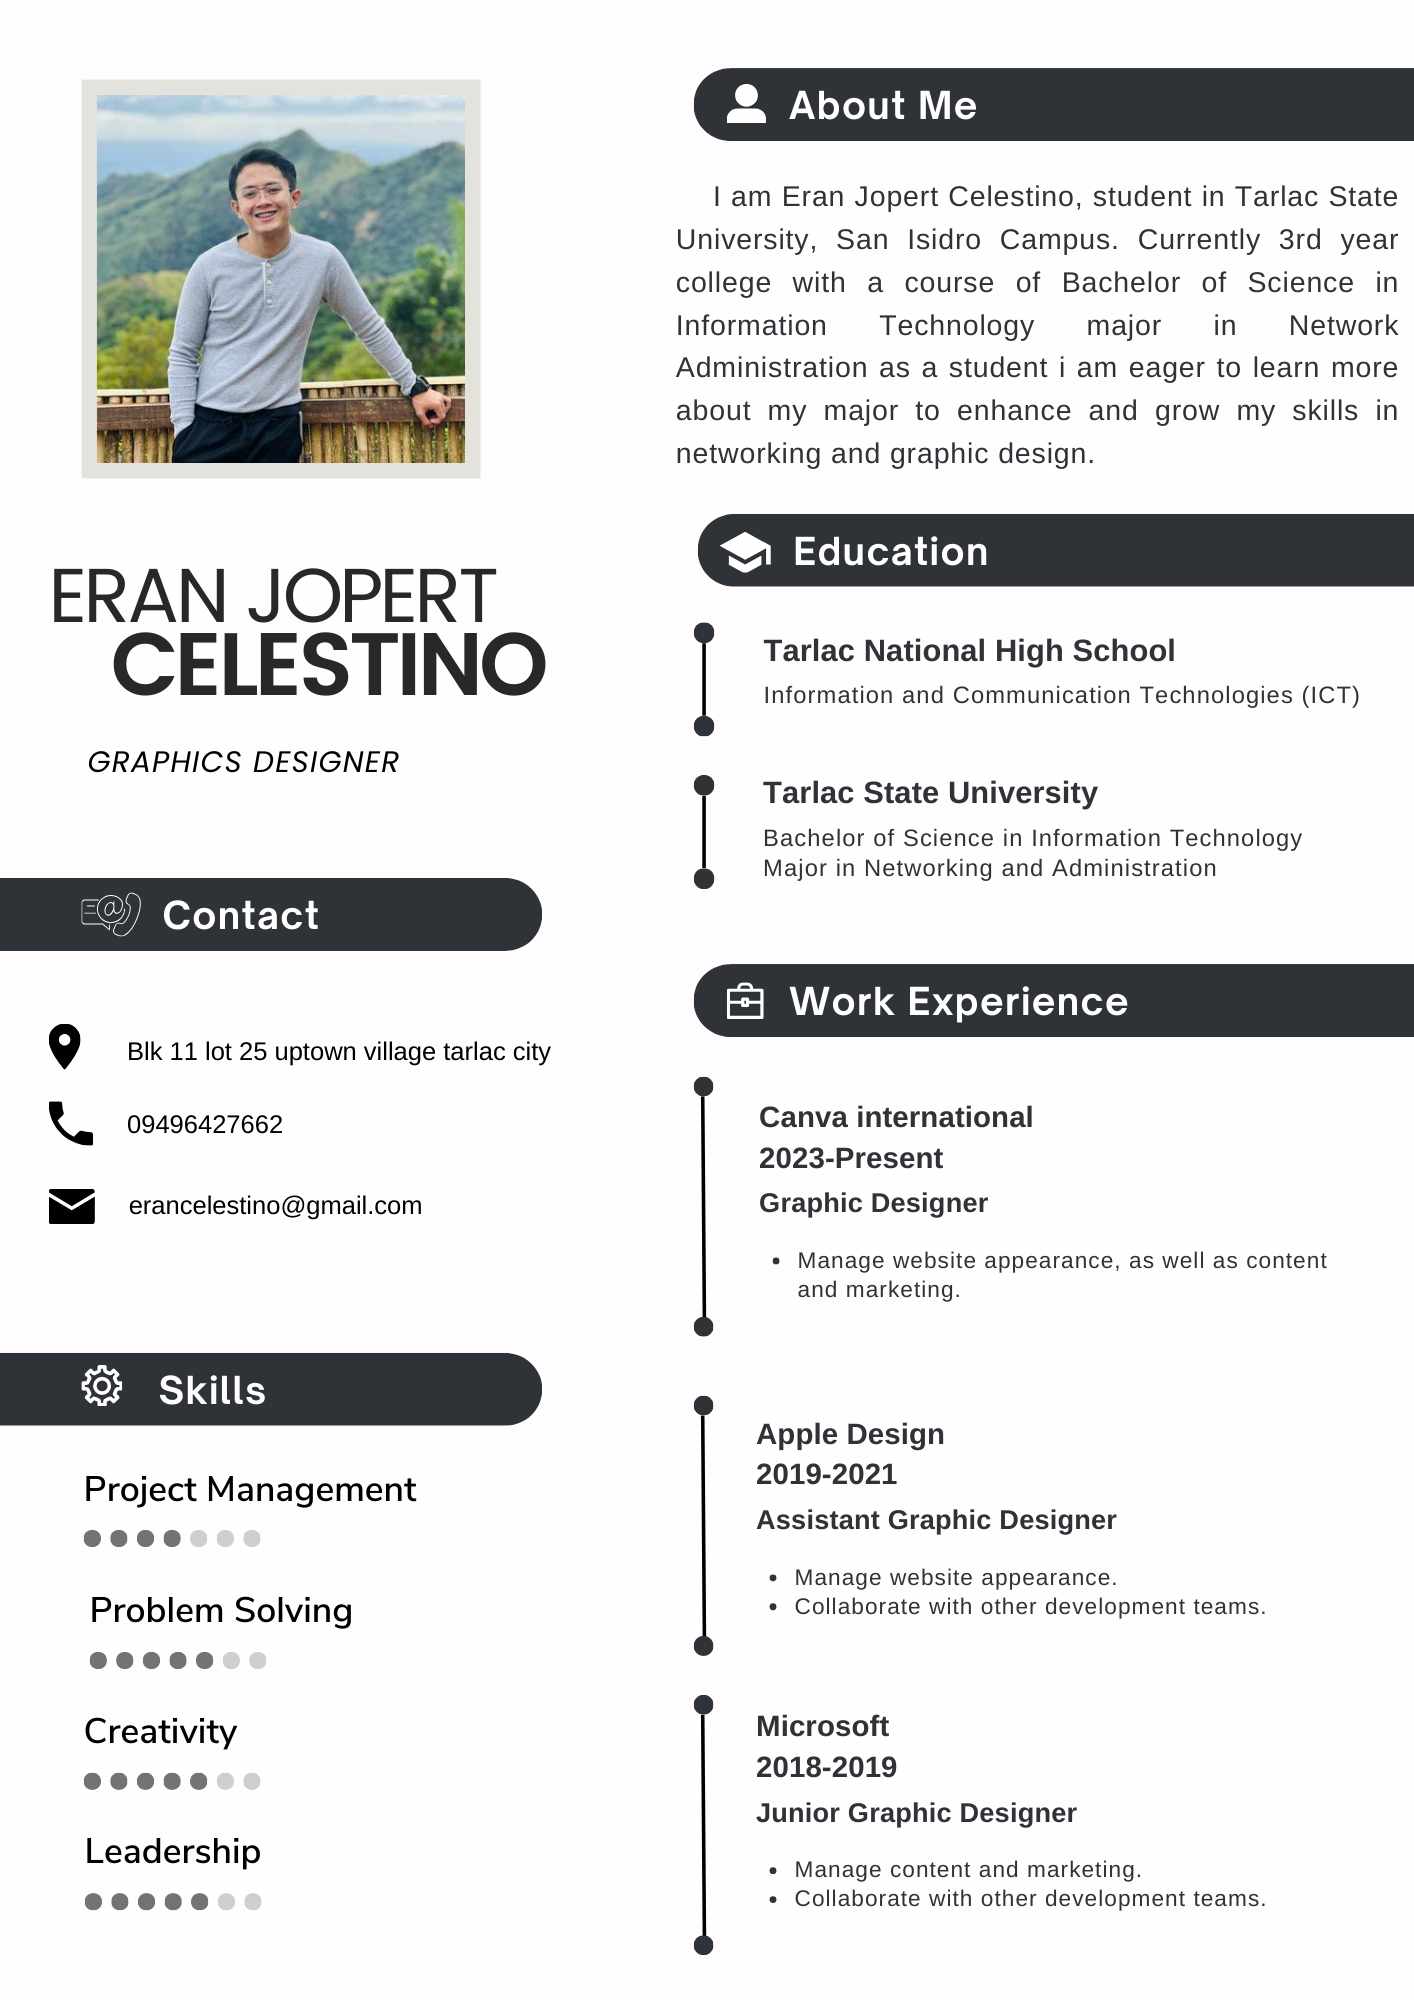 ERAN JOPERT
CELESTINO
GRAPHICS DESIGNER
Contact
Blk 11 lot 25 uptown village tarlac city
09496427662
erancelestino@gmail.com
Skills
Project Management
Problem Solving
Creativity
Leadership
About Me
I am Eran Jopert Celestino, student in Tarlac State
University, San Isidro Campus. Currently 3rd year
college with a course of Bachelor of Science in
Information Technology major in Network
Administration as a student i am eager to learn more
about my major to enhance and grow my skills in
networking and graphic design.
Education
Tarlac National High School
Information and Communication Technologies (ICT)
Tarlac State University
Bachelor of Science in Information Technology
Major in Networking and Administration
Work Experience
Canva international
2023-Present
Graphic Designer
• Manage website appearance, as well as content
and marketing.
Apple Design
2019-2021
Assistant Graphic Designer
• Manage website appearance.
• Collaborate with other development teams.
Microsoft
2018-2019
Junior Graphic Designer
• Manage content and marketing.
• Collaborate with other development teams.